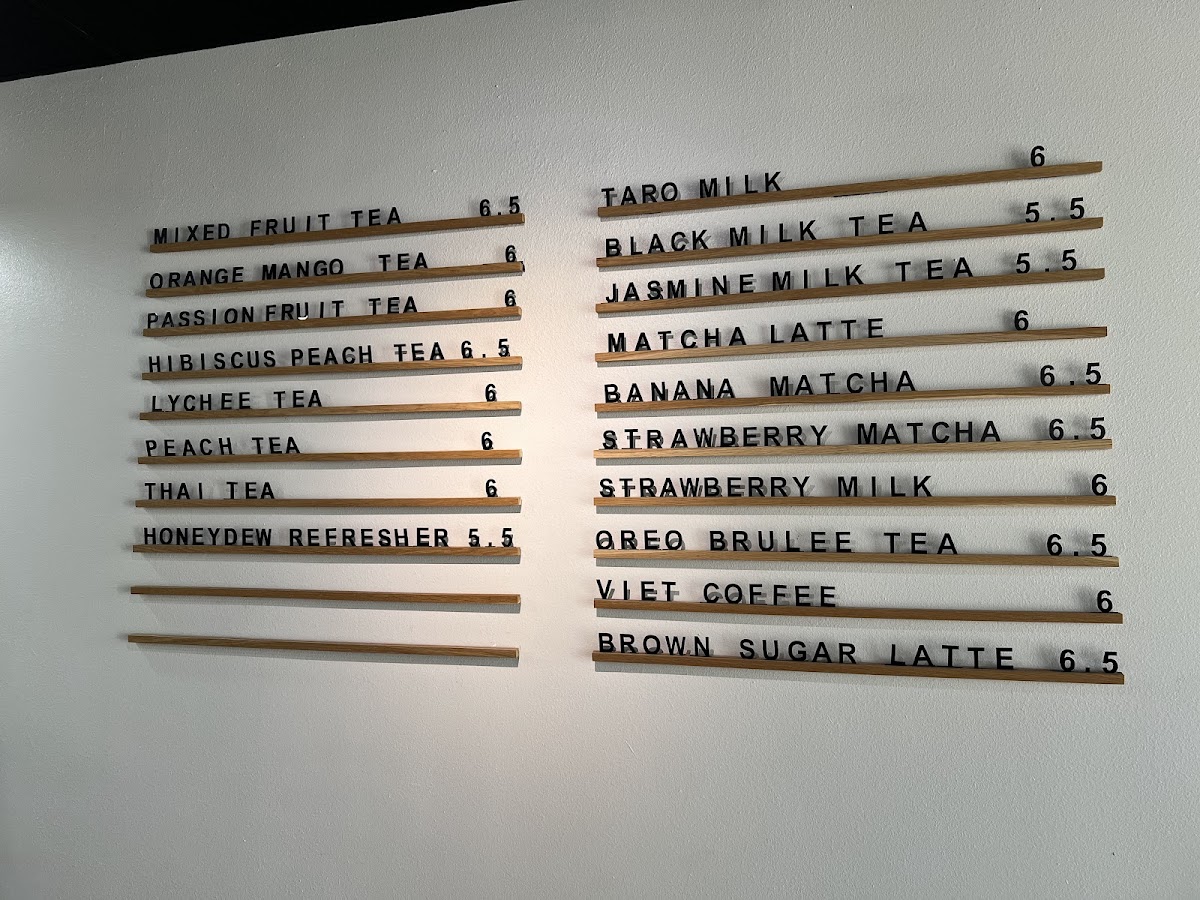 MIXED FRUIT TEA 6.5
ORANGE MANGO TEA 6
PASSION FRUIT TEA 6
HIBISCUS PEACH TEA 6.5
LYCHEE TEA 6
PEACH TEA 6
THAI TEA 6
HONEYDEW REFRESHER 5.5
TARO MILK 6
BLACK MILK TEA 5.5
JASMINE MILK TEA 5.5
MATCHA LATTE 6
BANANA MATCHA 6.5
STRAWBERRY MATCHA 6.5
STRAWBERRY MILK 6
OREO BRULEE TEA 6.5
VIET COFFEE 6
BROWN SUGAR LATTE 6.5